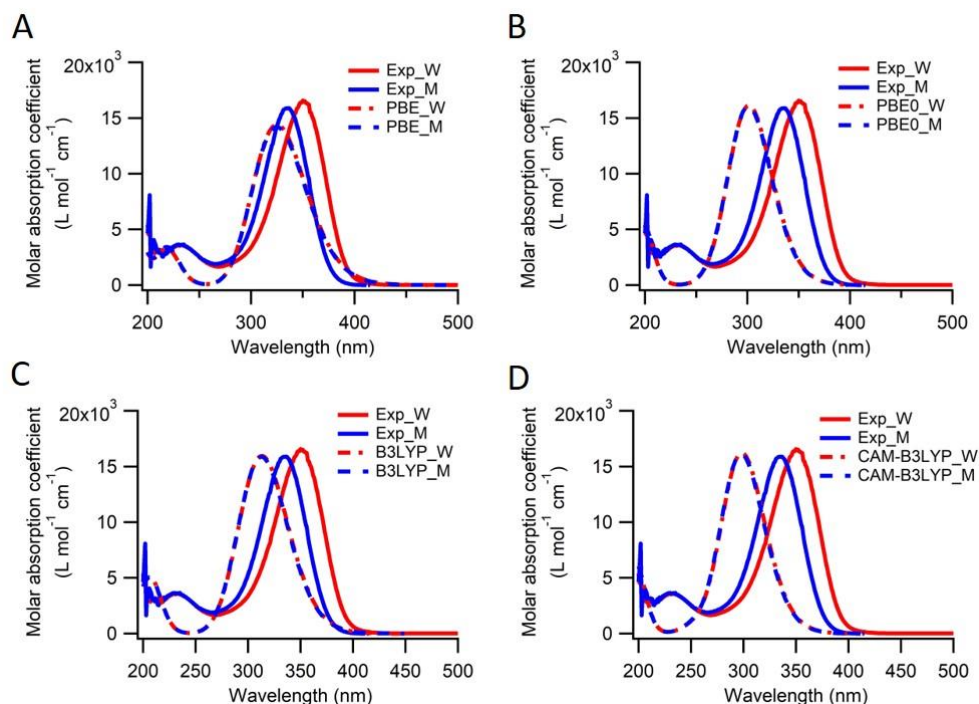 A
Molar absorption coefficient
(L mol⁻¹ cm⁻¹)
20x10³
15
10
5
0
200
300
400
500
Wavelength (nm)
Exp_W
Exp_M
PBE_W
PBE_M
B
Molar absorption coefficient
(L mol⁻¹ cm⁻¹)
20x10³
15
10
5
0
200
300
400
500
Wavelength (nm)
Exp_W
Exp_M
PBE0_W
PBE0_M
C
Molar absorption coefficient
(L mol⁻¹ cm⁻¹)
20x10³
15
10
5
0
200
250
300
350
400
450
500
Wavelength (nm)
Exp_W
Exp_M
B3LYP_W
B3LYP_M
D
Molar absorption coefficient
(L mol⁻¹ cm⁻¹)
20x10³
15
10
5
0
200
250
300
350
400
450
500
Wavelength (nm)
Exp_W
Exp_M
CAM-B3LYP_W
CAM-B3LYP_M